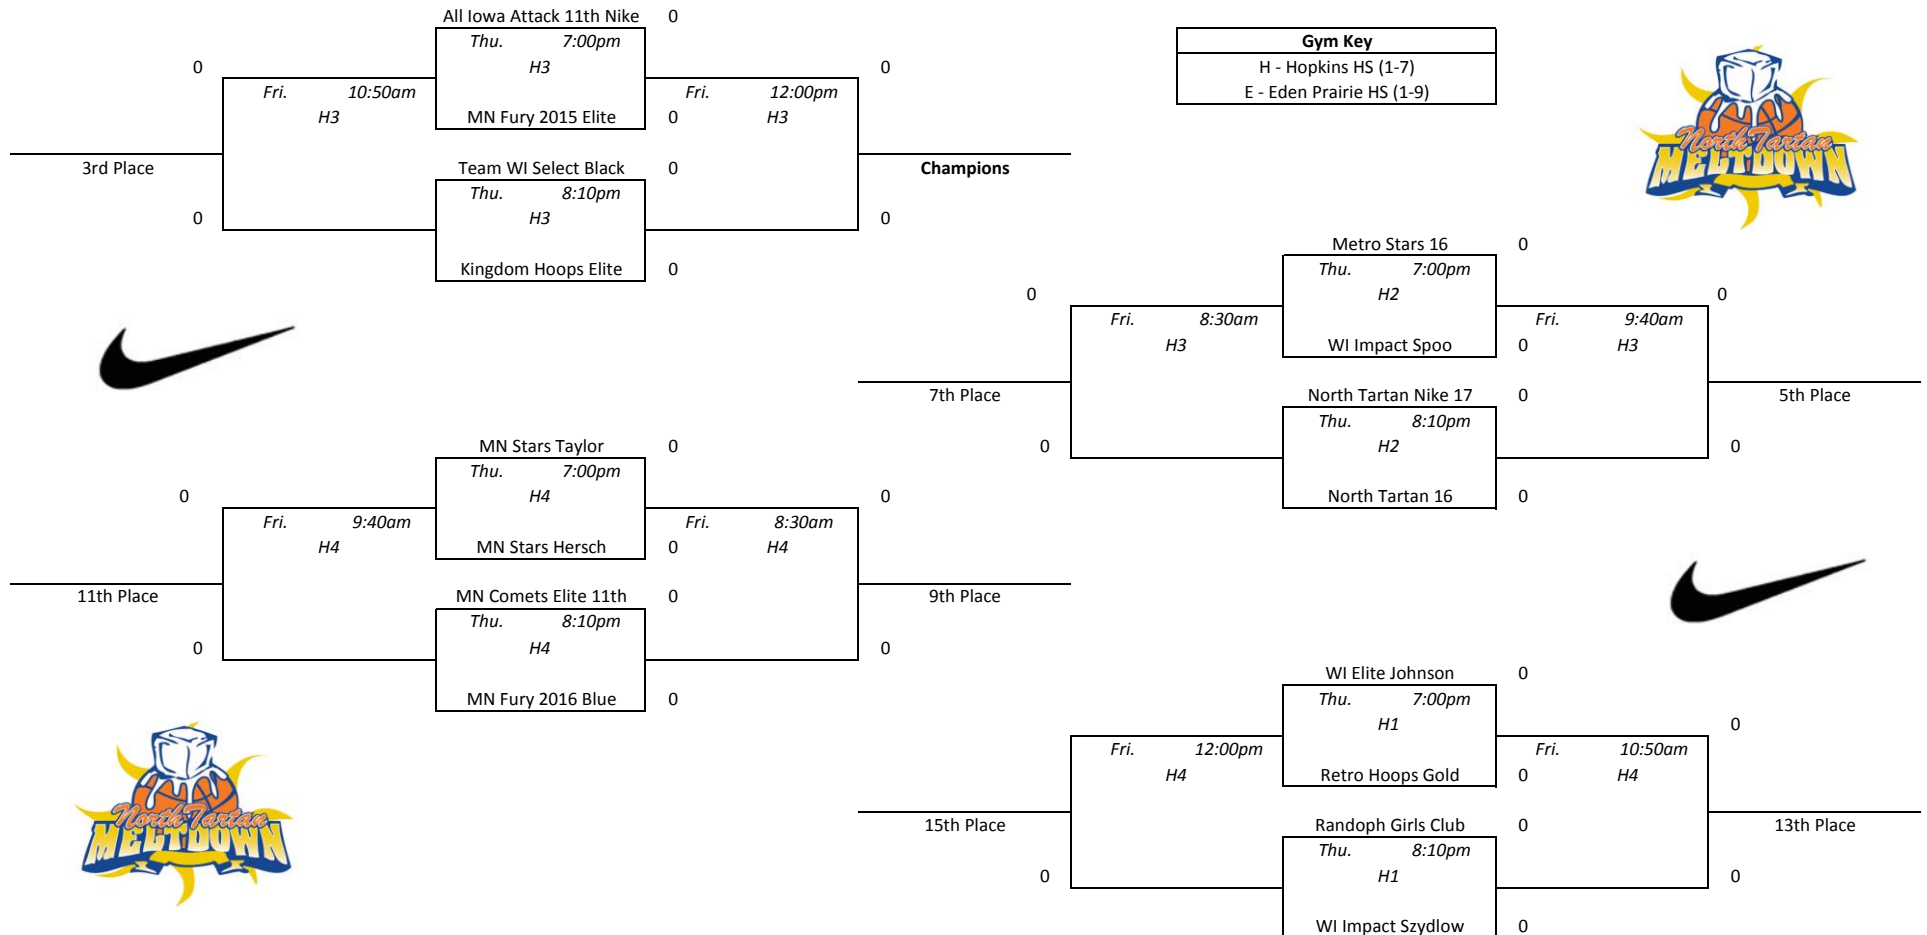 All Iowa Attack 11th Nike 0
Thu. 7:00pm
H3
MN Fury 2015 Elite 0
0
Fri. 10:50am
H3
3rd Place
0
0
Fri. 12:00pm
H3
Champions
0
Team WI Select Black 0
Thu. 8:10pm
H3
Kingdom Hoops Elite 0
Gym Key
H - Hopkins HS (1-7)
E - Eden Prairie HS (1-9)
North Tartan
MELTDOWN
Metro Stars 16 0
Thu. 7:00pm
H2
WI Impact Spoo 0
0
Fri. 8:30am
H3
7th Place
0
0
Fri. 9:40am
H3
5th Place
0
North Tartan Nike 17 0
Thu. 8:10pm
H2
North Tartan 16 0
MN Stars Taylor 0
Thu. 7:00pm
H4
MN Stars Hersch 0
0
Fri. 9:40am
H4
11th Place
0
0
Fri. 8:30am
H4
9th Place
0
MN Comets Elite 11th 0
Thu. 8:10pm
H4
MN Fury 2016 Blue 0
WI Elite Johnson 0
Thu. 7:00pm
H1
Retro Hoops Gold 0
Fri. 12:00pm
H4
15th Place
0
0
Fri. 10:50am
H4
13th Place
0
Randoph Girls Club 0
Thu. 8:10pm
H1
WI Impact Szydlow 0
North Tartan
MELTDOWN